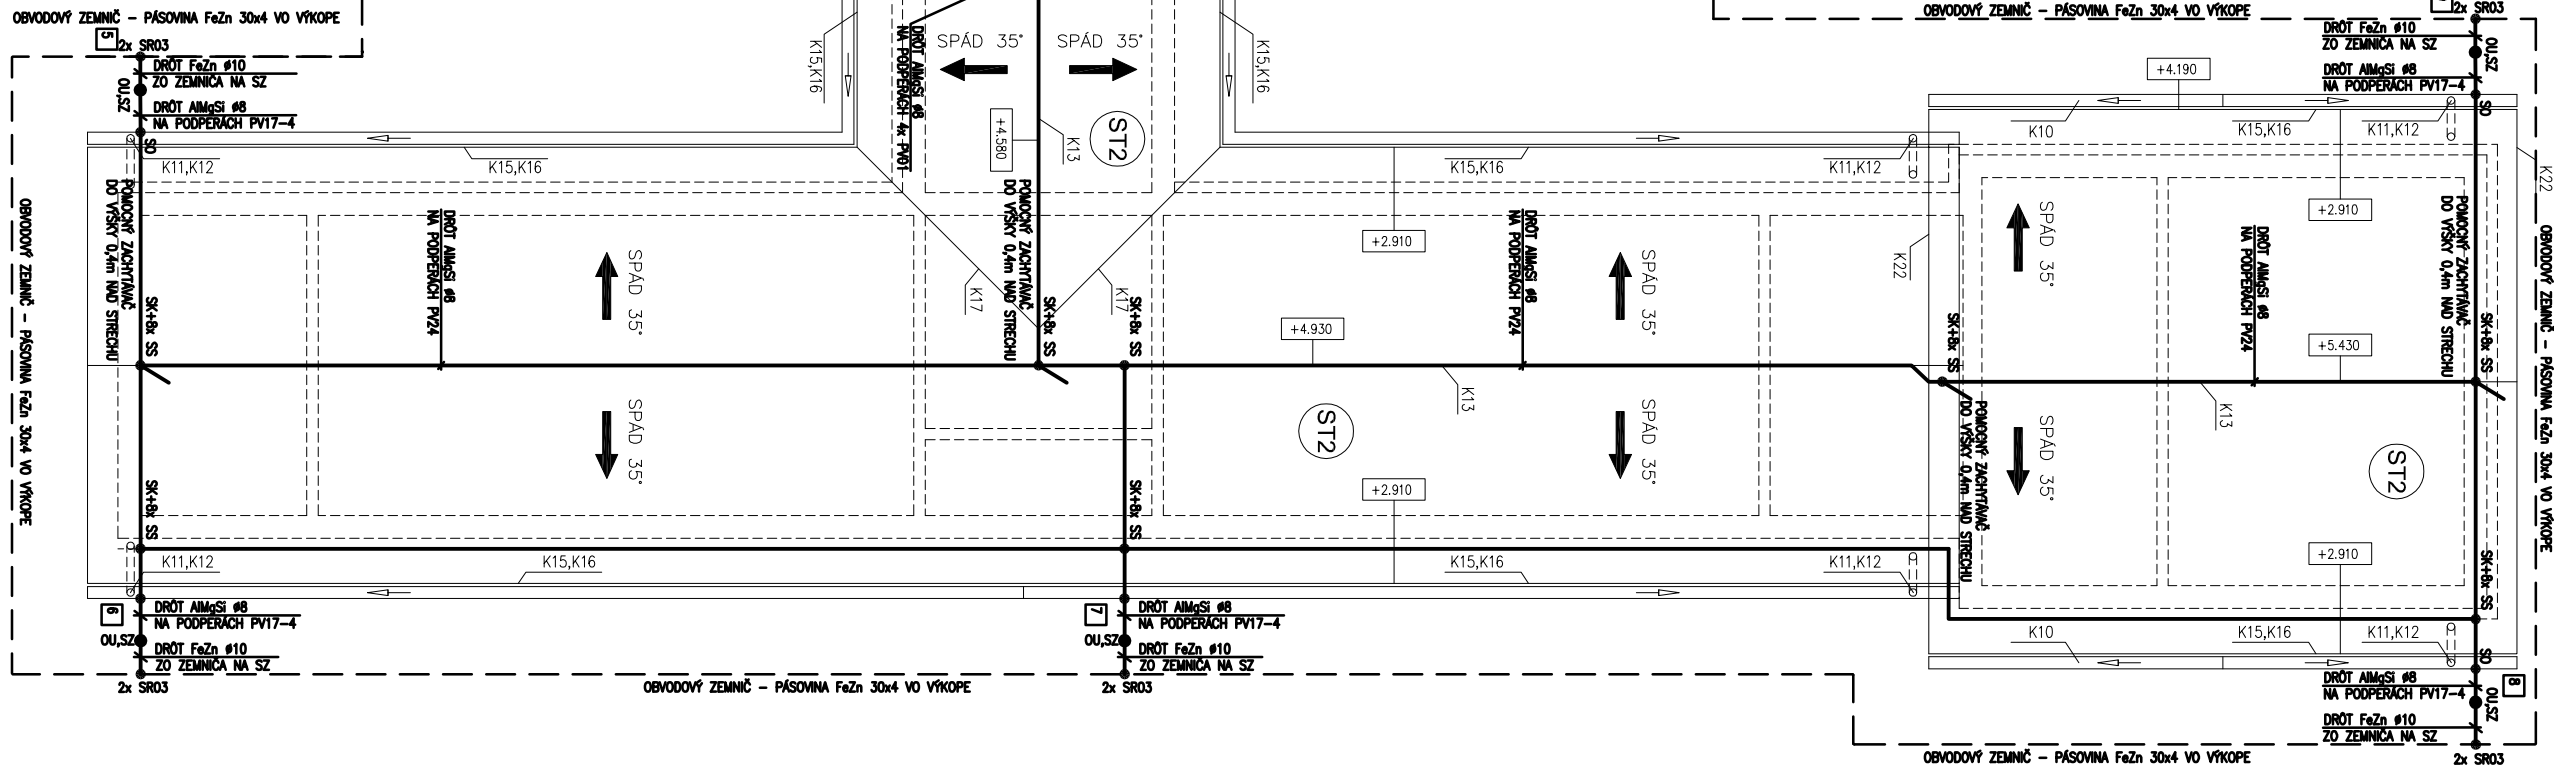 OBVODOVÝ ZEMNIČ – PÁSOVINA FeZn 30x4 VO VÝKOPE
5
2x SR03
DRÔT FeZn ø10
ZO ZEMNIČA NA SZ
OU,SZ
DRÔT AlMgSi ø8
NA PODPERÁCH PV17-4
SO
K11,K12
K15,K16
K15,K16
DRÔT AlMgSi ø8
NA PODPERÁCH 4x PV01
SPÁD 35°
SPÁD 35°
+4.580
K13
ST2
K15,K16
OBVODOVÝ ZEMNIČ – PÁSOVINA FeZn 30x4 VO VÝKOPE
2x SR03
DRÔT FeZn ø10
ZO ZEMNIČA NA SZ
OU,SZ
DRÔT AlMgSi ø8
NA PODPERÁCH PV17-4
SO
+4.190
K10
K15,K16
K11,K12
K22
K15,K16
K11,K12
OBVODOVÝ ZEMNIČ – PÁSOVINA FeZn 30x4 VO VÝKOPE
POMOCNÝ ZACHYTÁVAČ
DO VÝŠKY 0,4m NAD STRECHU
SK+8x SS
DRÔT AlMgSi ø8
NA PODPERÁCH PV24
SPÁD 35°
K17
POMOCNÝ ZACHYTÁVAČ
DO VÝŠKY 0,4m NAD STRECHU
SK+8x SS
K17
SK+8x SS
+2.910
+4.930
DRÔT AlMgSi ø8
NA PODPERÁCH PV24
SPÁD 35°
K22
SK+8x SS
SPÁD 35°
DRÔT AlMgSi ø8
NA PODPERÁCH PV24
+2.910
+5.430
POMOCNÝ ZACHYTÁVAČ
DO VÝŠKY 0,4m NAD STRECHU
SK+8x SS
OBVODOVÝ ZEMNIČ – PÁSOVINA FeZn 30x4 VO VÝKOPE
SPÁD 35°
K13
ST2
SPÁD 35°
POMOCNÝ ZACHYTÁVAČ
DO VÝŠKY 0,4m NAD STRECHU
SPÁD 35°
K13
ST2
SK+8x SS
SK+8x SS
+2.910
+2.910
SK+8x SS
K11,K12
K15,K16
K15,K16
K11,K12
6
DRÔT AlMgSi ø8
NA PODPERÁCH PV17-4
OU,SZ
DRÔT FeZn ø10
ZO ZEMNIČA NA SZ
2x SR03
7
DRÔT AlMgSi ø8
NA PODPERÁCH PV17-4
OU,SZ
DRÔT FeZn ø10
ZO ZEMNIČA NA SZ
2x SR03
OBVODOVÝ ZEMNIČ – PÁSOVINA FeZn 30x4 VO VÝKOPE
K10
K15,K16
K11,K12
SO
DRÔT AlMgSi ø8
NA PODPERÁCH PV17-4
8
OU,SZ
DRÔT FeZn ø10
ZO ZEMNIČA NA SZ
OBVODOVÝ ZEMNIČ – PÁSOVINA FeZn 30x4 VO VÝKOPE
2x SR03